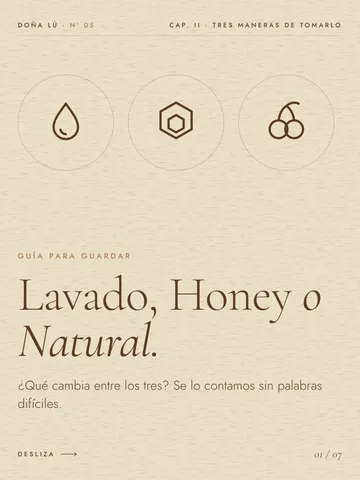 DOÑA LÚ · Nº 05
CAP. II · TRES MANERAS DE TOMARLO
GUÍA PARA GUARDAR
Lavado, Honey o
Natural.
¿Qué cambia entre los tres? Se lo contamos sin palabras
difíciles.
DESLIZA →
01 / 07